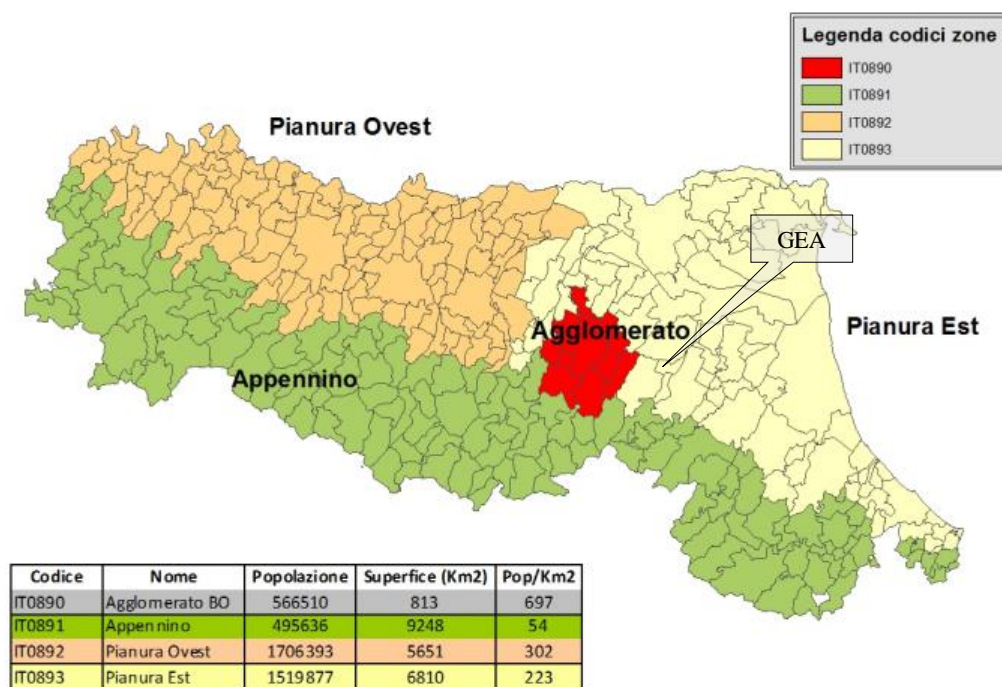 Legenda codici zone
IT0890
IT0891
IT0892
IT0893
Pianura Ovest
GEA
Agglomerato
Pianura Est
Appennino
Codice Nome Popolazione Superfice (Km2) Pop/Km2
IT0890 Agglomerato BO 566510 813 697
IT0891 Appennino 495636 9248 54
IT0892 Pianura Ovest 1706393 5651 302
IT0893 Pianura Est 1519877 6810 223